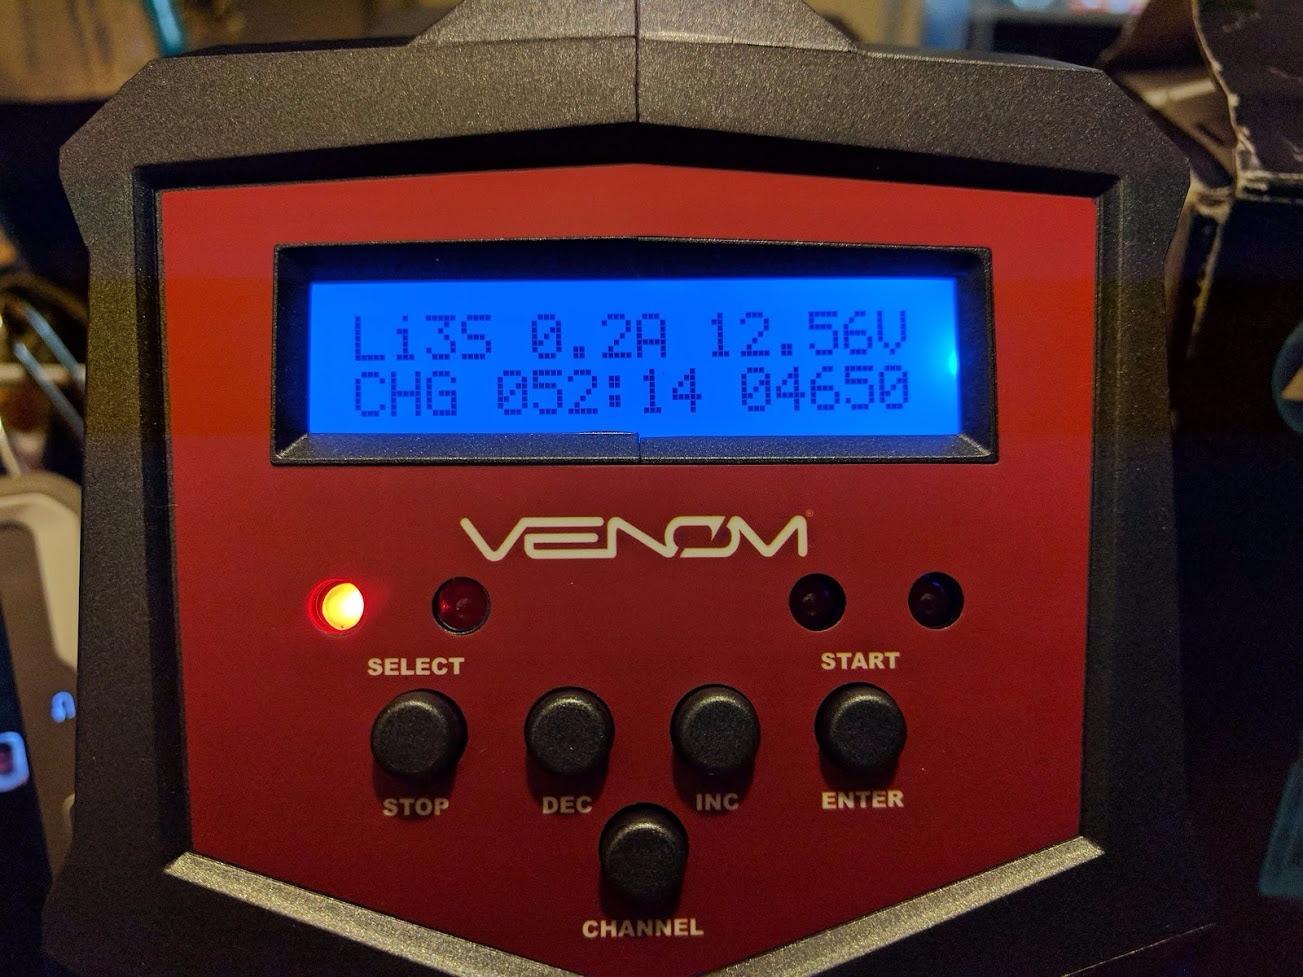 Li3S 0.2A 12.56V
CHG 052:14 04650
VENOM®
SELECT START
STOP DEC INC ENTER
CHANNEL